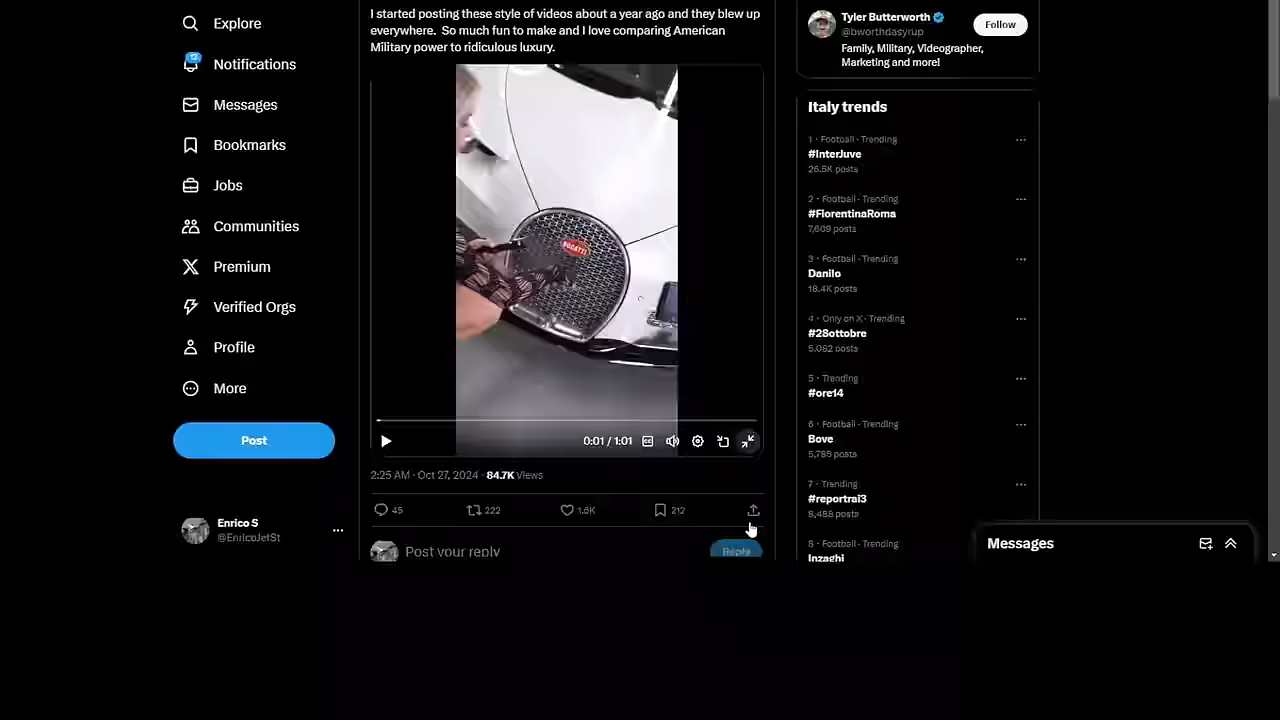 Explore
12
Notifications
Messages
Bookmarks
Jobs
Communities
Premium
Verified Orgs
Profile
More
Post
Enrico S
@EnricoJetSt
I started posting these style of videos about a year ago and they blew up
everywhere. So much fun to make and I love comparing American
Military power to ridiculous luxury.
BUGATTI
0:01 / 1:01
CC
2:25 AM · Oct 27, 2024 · 84.7K Views
45
222
1.6K
212
Post your reply
Reply
Tyler Butterworth
@bworthdasyrup
Follow
Family, Military, Videographer,
Marketing and more!
Italy trends
1 · Football · Trending
#InterJuve
26.5K posts
2 · Football · Trending
#FiorentinaRoma
7,609 posts
3 · Football · Trending
Danilo
18.4K posts
4 · Only on X · Trending
#28ottobre
5,082 posts
5 · Trending
#ore14
6 · Football · Trending
Bove
5,785 posts
7 · Trending
#reportrai3
8,488 posts
8 · Football · Trending
Inzaghi
Messages